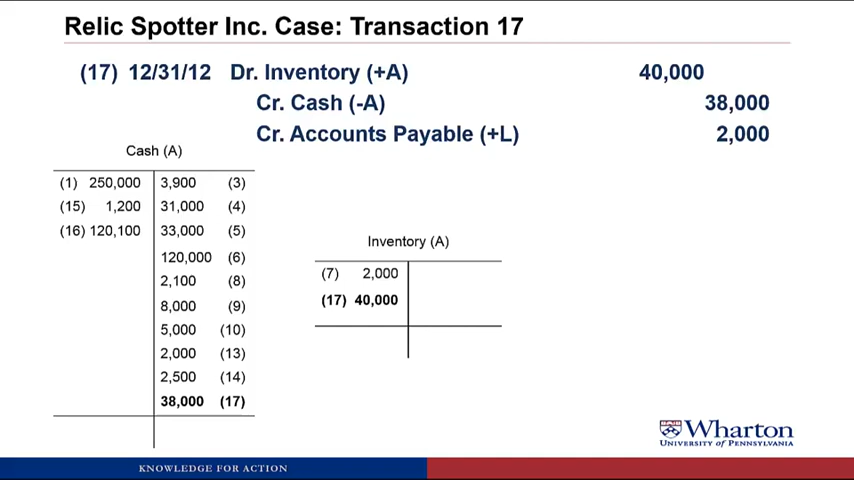 Relic Spotter Inc. Case: Transaction 17
(17) 12/31/12 Dr. Inventory (+A) 40,000
Cr. Cash (-A) 38,000
Cr. Accounts Payable (+L) 2,000
Cash (A)
(1) 250,000 3,900 (3)
(15) 1,200 31,000 (4)
(16) 120,100 33,000 (5)
120,000 (6)
2,100 (8)
8,000 (9)
5,000 (10)
2,000 (13)
2,500 (14)
38,000 (17)
Inventory (A)
(7) 2,000
(17) 40,000
Wharton
UNIVERSITY of PENNSYLVANIA
KNOWLEDGE FOR ACTION